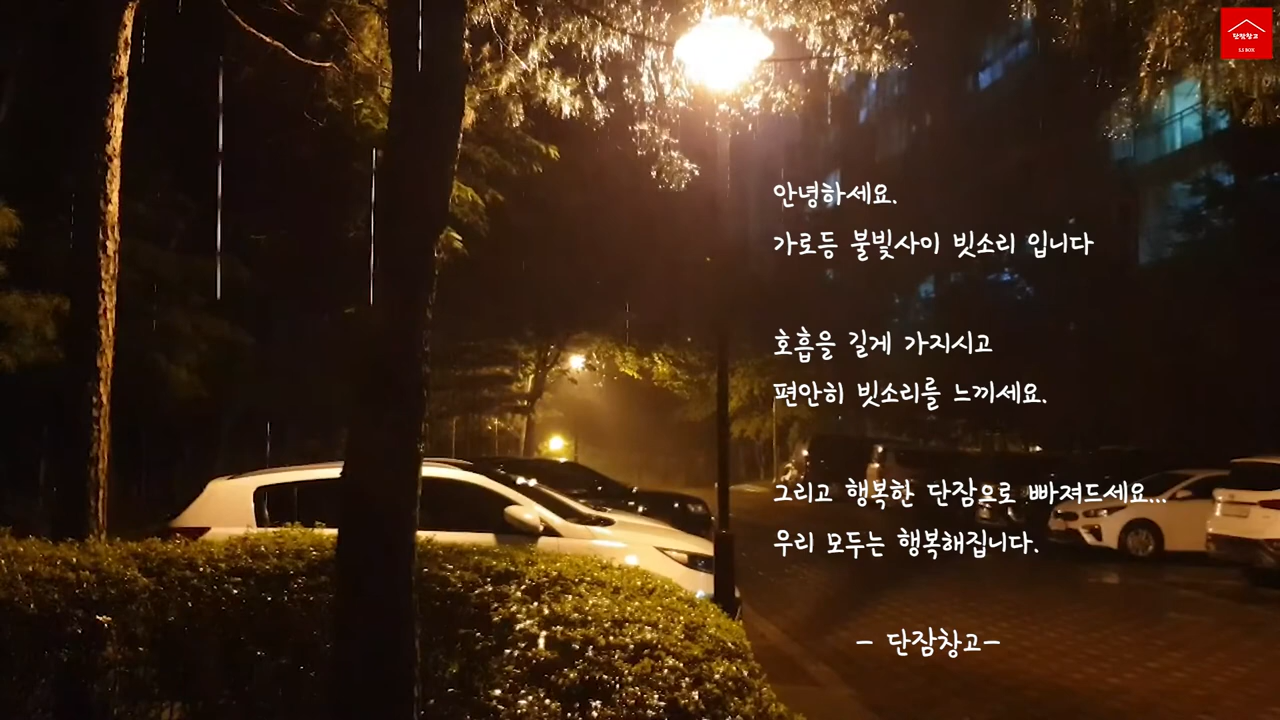 단잠창고
S.S BOX
안녕하세요.
가로등 불빛사이 빗소리 입니다
호흡을 길게 가지시고
편안히 빗소리를 느끼세요.
그리고 행복한 단잠으로 빠져드세요...
우리 모두는 행복해집니다.
- 단잠창고-